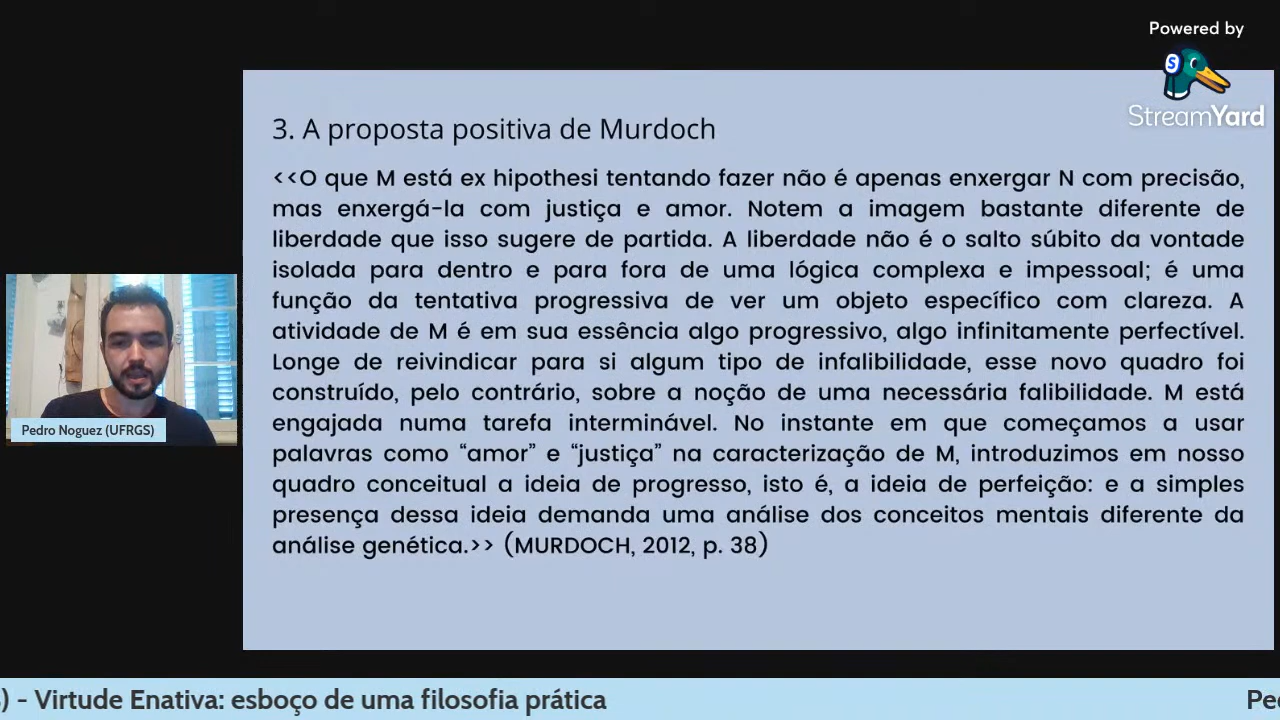 Powered by
S
StreamYard
3. A proposta positiva de Murdoch
<<O que M está ex hipothesi tentando fazer não é apenas enxergar N com precisão,
mas enxergá-la com justiça e amor. Notem a imagem bastante diferente de
liberdade que isso sugere de partida. A liberdade não é o salto súbito da vontade
isolada para dentro e para fora de uma lógica complexa e impessoal; é uma
função da tentativa progressiva de ver um objeto específico com clareza. A
atividade de M é em sua essência algo progressivo, algo infinitamente perfectível.
Longe de reivindicar para si algum tipo de infalibilidade, esse novo quadro foi
construído, pelo contrário, sobre a noção de uma necessária falibilidade. M está
engajada numa tarefa interminável. No instante em que começamos a usar
palavras como “amor” e “justiça” na caracterização de M, introduzimos em nosso
quadro conceitual a ideia de progresso, isto é, a ideia de perfeição: e a simples
presença dessa ideia demanda uma análise dos conceitos mentais diferente da
análise genética.>> (MURDOCH, 2012, p. 38)
Pedro Noguez (UFRGS)
) - Virtude Enativa: esboço de uma filosofia prática
Pe